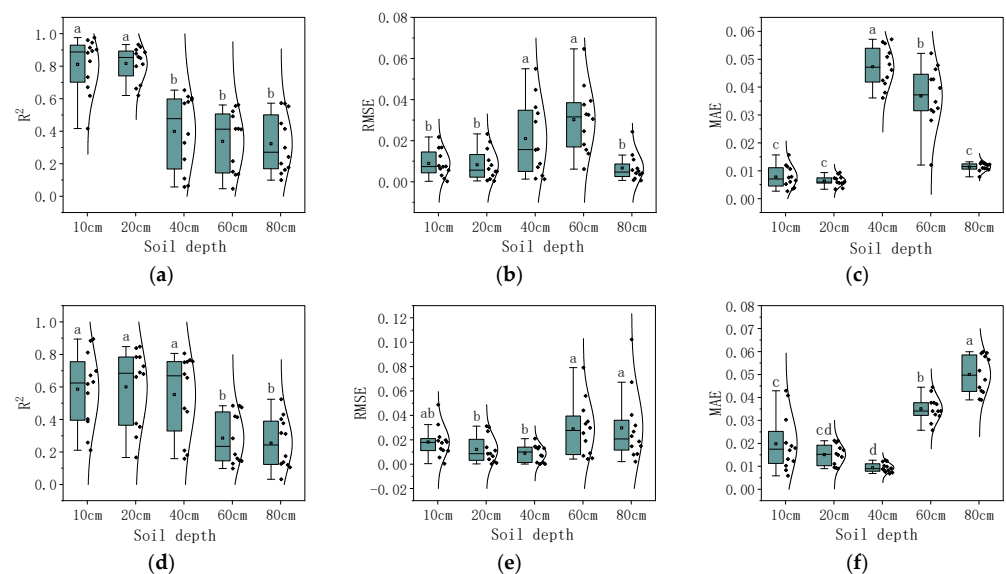 a a b b b
1.0
0.8
0.6
0.4
0.2
0.0
R²
10cm 20cm 40cm 60cm 80cm
Soil depth
(a)
b b a a b
0.08
0.06
0.04
0.02
0.00
RMSE
10cm 20cm 40cm 60cm 80cm
Soil depth
(b)
c c a b c
0.06
0.05
0.04
0.03
0.02
0.01
0.00
MAE
10cm 20cm 40cm 60cm 80cm
Soil depth
(c)
a a a b b
1.0
0.8
0.6
0.4
0.2
0.0
R²
10cm 20cm 40cm 60cm 80cm
Soil depth
(d)
ab b b a a
0.12
0.10
0.08
0.06
0.04
0.02
0.00
-0.02
RMSE
10cm 20cm 40cm 60cm 80cm
Soil depth
(e)
c cd d b a
0.08
0.07
0.06
0.05
0.04
0.03
0.02
0.01
0.00
MAE
10cm 20cm 40cm 60cm 80cm
Soil depth
(f)